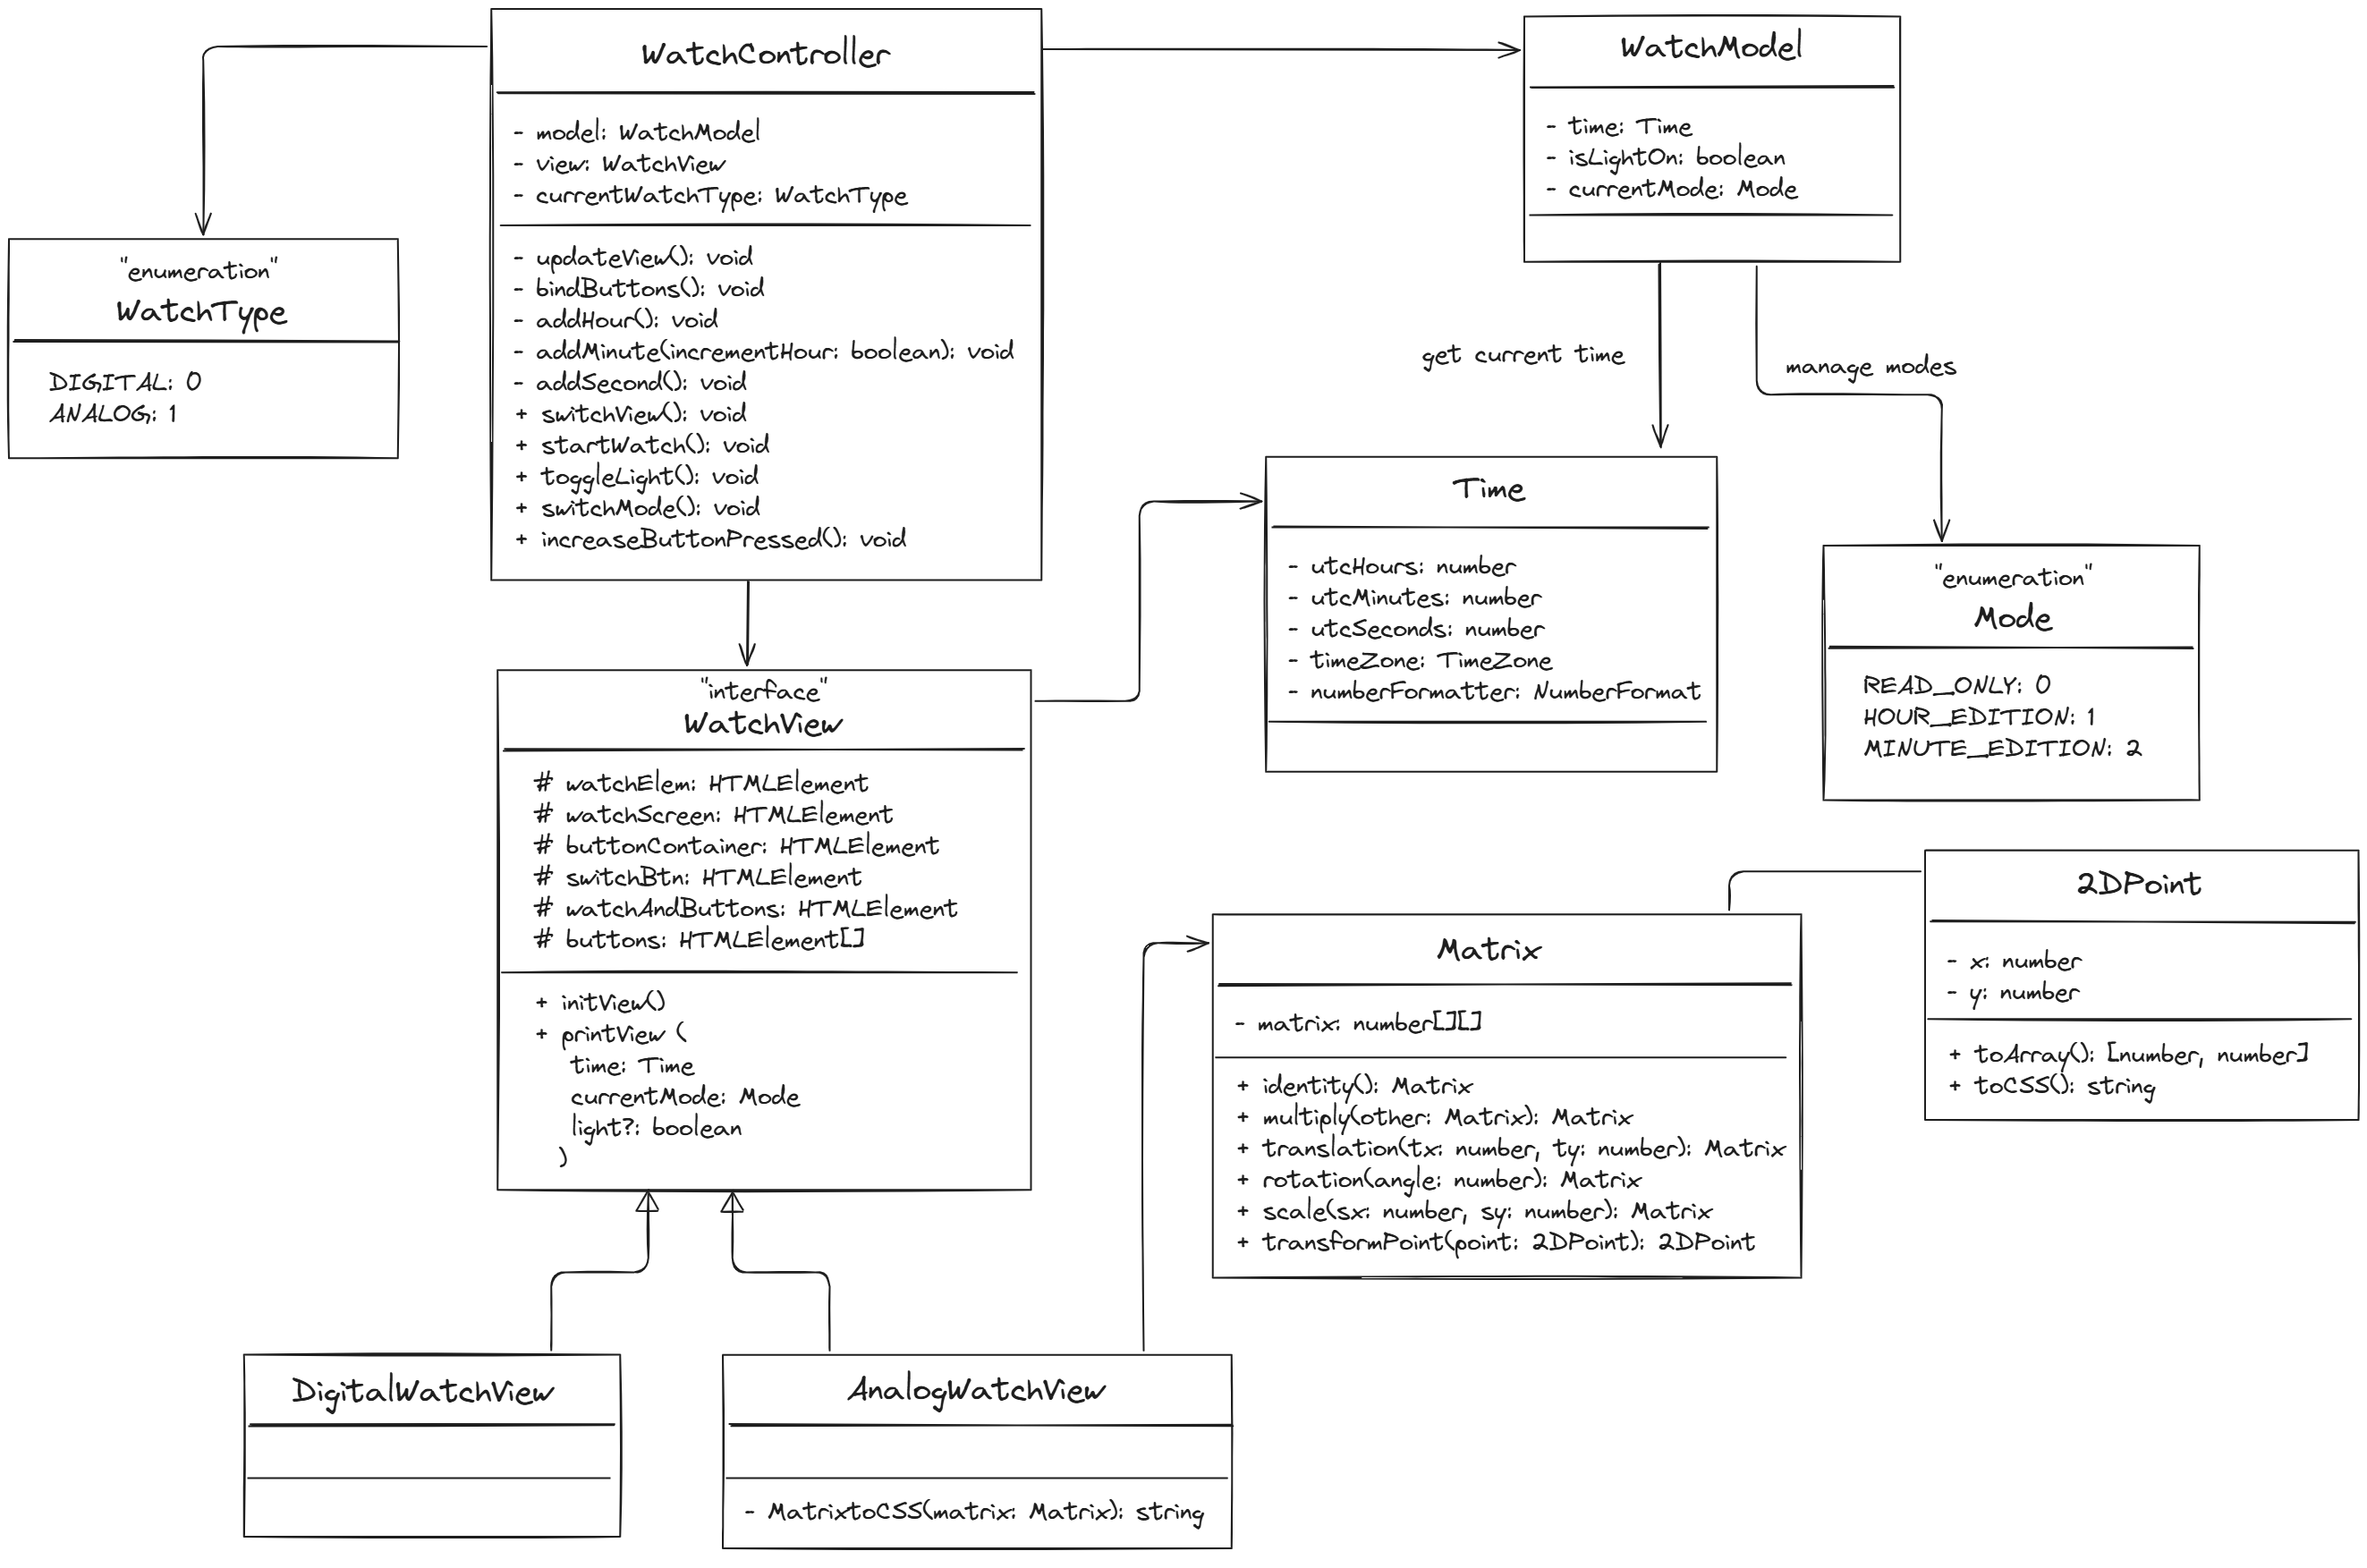 WatchController
- model: WatchModel
- view: WatchView
- currentWatchType: WatchType
- updateView(): void
- bindButtons(): void
- addHour(): void
- addMinute(incrementHour: boolean): void
- addSecond(): void
+ switchView(): void
+ startWatch(): void
+ toggleLight(): void
+ switchMode(): void
+ increaseButtonPressed(): void
WatchModel
- time: Time
- isLightOn: boolean
- currentMode: Mode
"enumeration"
WatchType
DIGITAL: 0
ANALOG: 1
get current time
manage modes
Time
- utcHours: number
- utcMinutes: number
- utcSeconds: number
- timeZone: TimeZone
- numberFormatter: NumberFormat
"enumeration"
Mode
READ_ONLY: 0
HOUR_EDITION: 1
MINUTE_EDITION: 2
"interface"
WatchView
# watchElem: HTMLElement
# watchScreen: HTMLElement
# buttonContainer: HTMLElement
# switchBtn: HTMLElement
# watchAndButtons: HTMLElement
# buttons: HTMLElement[]
+ initView()
+ printView (
time: Time
currentMode: Mode
light?: boolean
)
Matrix
- matrix: number[][]
+ identity(): Matrix
+ multiply(other: Matrix): Matrix
+ translation(tx: number, ty: number): Matrix
+ rotation(angle: number): Matrix
+ scale(sx: number, sy: number): Matrix
+ transformPoint(point: 2DPoint): 2DPoint
2DPoint
- x: number
- y: number
+ toArray(): [number, number]
+ toCSS(): string
DigitalWatchView
AnalogWatchView
- MatrixtoCSS(matrix: Matrix): string